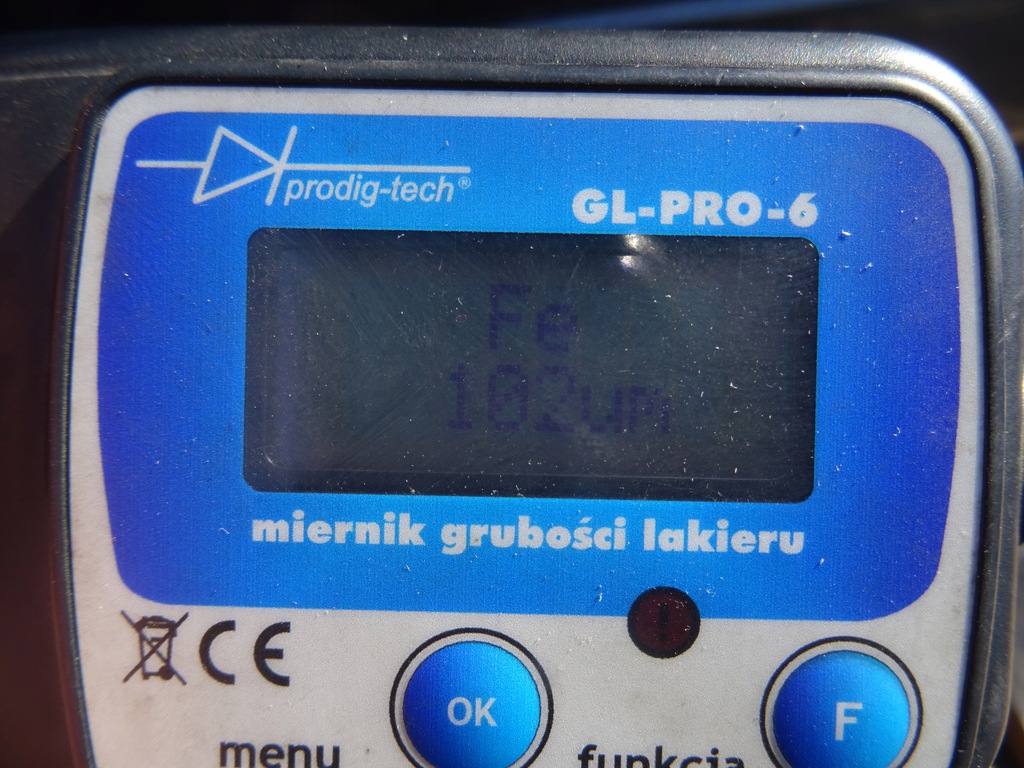 prodig-tech®
GL-PRO-6
Fe
102um
miernik grubości lakieru
!
CE
OK
F
menu
funkcja